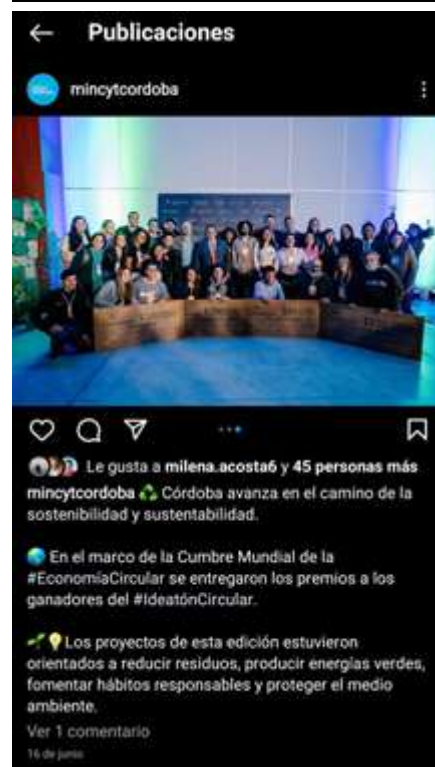 Publicaciones
mincytcordoba
Le gusta a milena.acosta6 y 45 personas más
mincytcordoba Córdoba avanza en el camino de la
sostenibilidad y sustentabilidad.
En el marco de la Cumbre Mundial de la
#EconomíaCircular se entregaron los premios a los
ganadores del #IdeatónCircular.
Los proyectos de esta edición estuvieron
orientados a reducir residuos, producir energías verdes,
fomentar hábitos responsables y proteger el medio
ambiente.
Ver 1 comentario
16 de junio